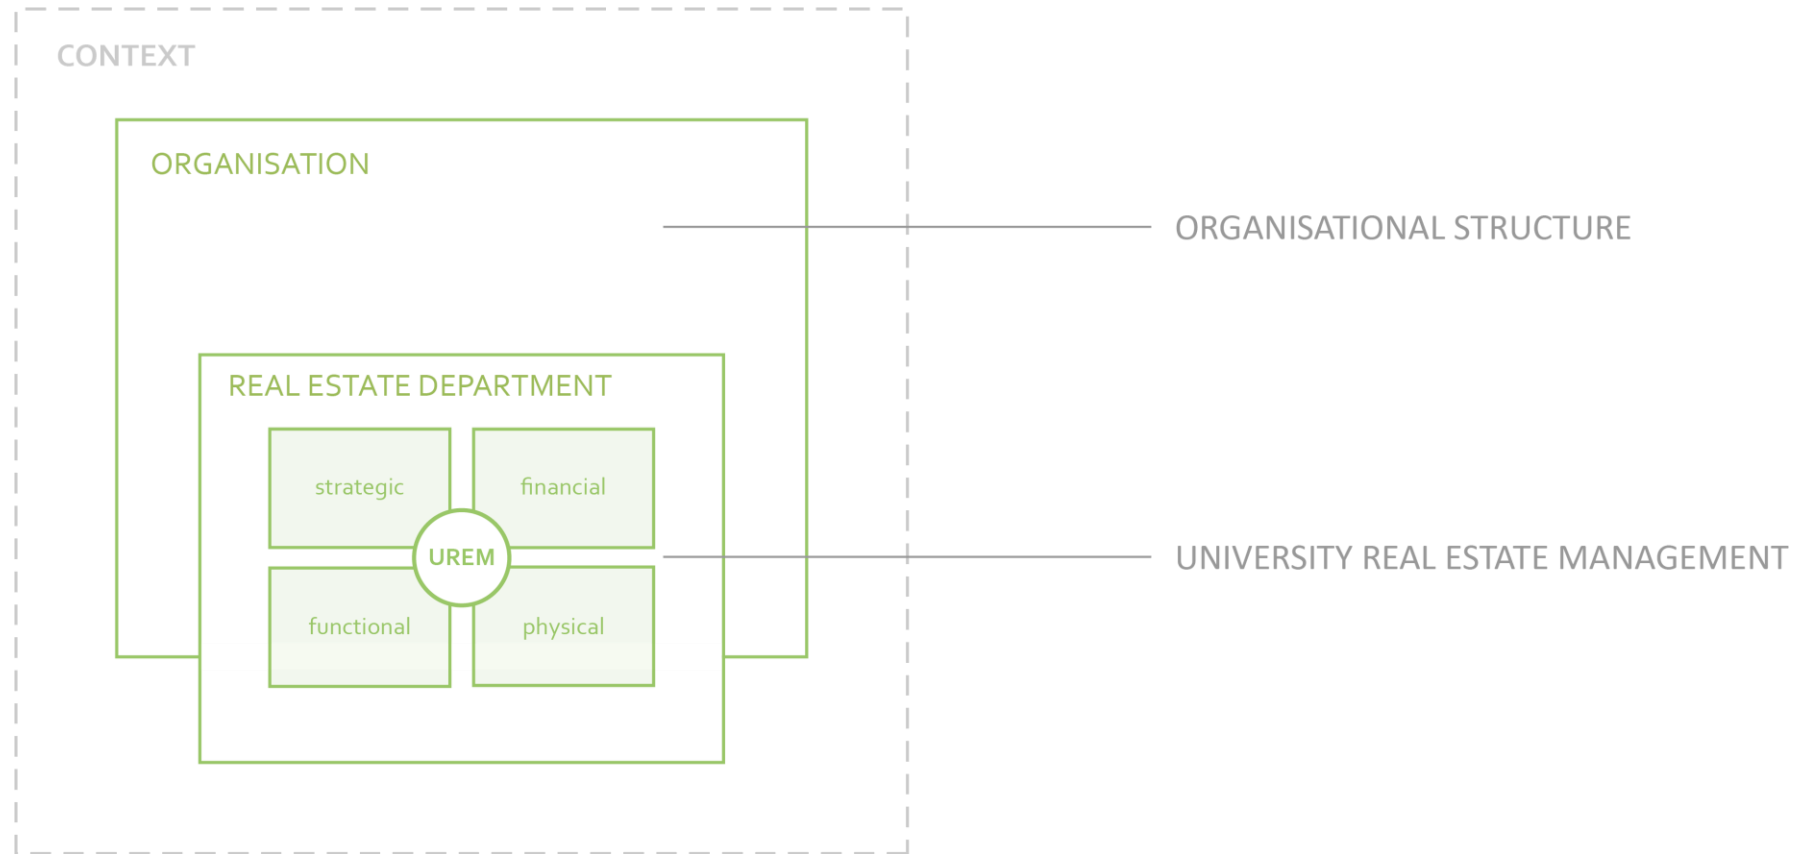 CONTEXT
ORGANISATION
ORGANISATIONAL STRUCTURE
REAL ESTATE DEPARTMENT
strategic
financial
UREM
UNIVERSITY REAL ESTATE MANAGEMENT
functional
physical